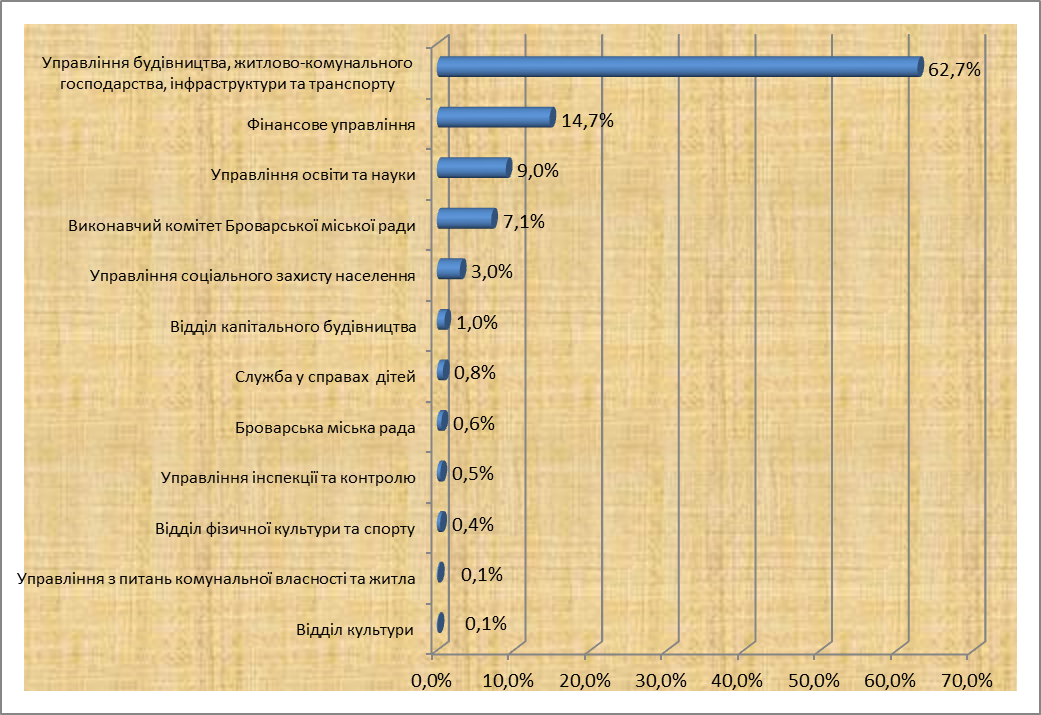 Управління будівництва, житлово-комунального
господарства, інфраструктури та транспорту
62,7%
Фінансове управління
14,7%
Управління освіти та науки
9,0%
Виконавчий комітет Броварської міської ради
7,1%
Управління соціального захисту населення
3,0%
Відділ капітального будівництва
1,0%
Служба у справах  дітей
0,8%
Броварська міська рада
0,6%
Управління інспекції та контролю
0,5%
Відділ фізичної культури та спорту
0,4%
Управління з питань комунальної власності та житла
0,1%
Відділ культури
0,1%
0,0% 10,0% 20,0% 30,0% 40,0% 50,0% 60,0% 70,0%